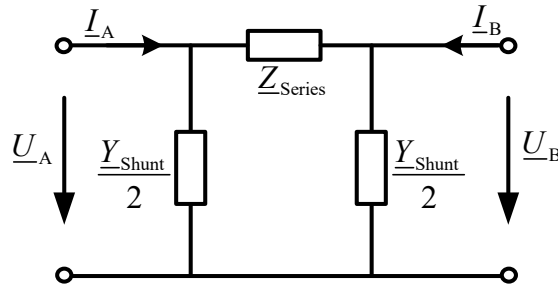 I_A
I_B
Z_Series
U_A
Y_Shunt
2
Y_Shunt
2
U_B